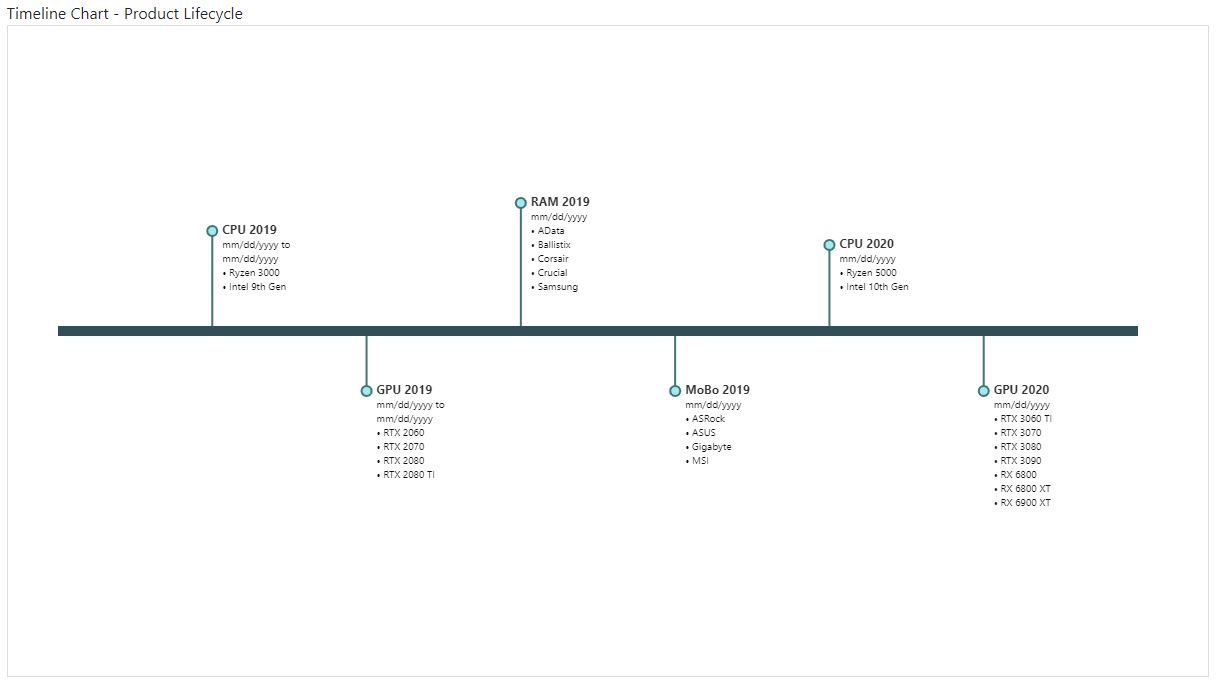 Timeline Chart - Product Lifecycle
CPU 2019
mm/dd/yyyy to
mm/dd/yyyy
• Ryzen 3000
• Intel 9th Gen
GPU 2019
mm/dd/yyyy to
mm/dd/yyyy
• RTX 2060
• RTX 2070
• RTX 2080
• RTX 2080 TI
RAM 2019
mm/dd/yyyy
• AData
• Ballistix
• Corsair
• Crucial
• Samsung
MoBo 2019
mm/dd/yyyy
• ASRock
• ASUS
• Gigabyte
• MSI
CPU 2020
mm/dd/yyyy
• Ryzen 5000
• Intel 10th Gen
GPU 2020
mm/dd/yyyy
• RTX 3060 TI
• RTX 3070
• RTX 3080
• RTX 3090
• RX 6800
• RX 6800 XT
• RX 6900 XT